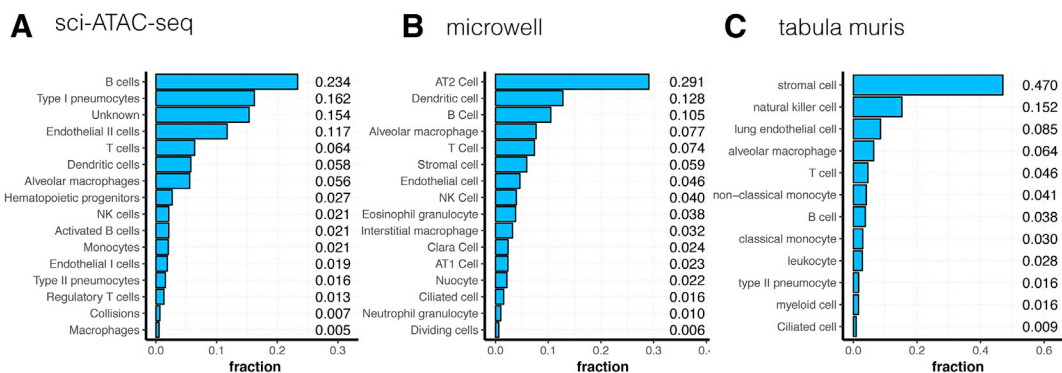 A sci-ATAC-seq
B cells 0.234
Type I pneumocytes 0.162
Unknown 0.154
Endothelial II cells 0.117
T cells 0.064
Dendritic cells 0.058
Alveolar macrophages 0.056
Hematopoietic progenitors 0.027
NK cells 0.021
Activated B cells 0.021
Monocytes 0.021
Endothelial I cells 0.019
Type II pneumocytes 0.016
Regulatory T cells 0.013
Collisions 0.007
Macrophages 0.005
0.0 0.1 0.2 0.3
fraction
B microwell
AT2 Cell 0.291
Dendritic cell 0.128
B Cell 0.105
Alveolar macrophage 0.077
T Cell 0.074
Stromal cell 0.059
Endothelial cell 0.046
NK Cell 0.040
Eosinophil granulocyte 0.038
Interstitial macrophage 0.032
Clara Cell 0.024
AT1 Cell 0.023
Nuocyte 0.022
Ciliated cell 0.016
Neutrophil granulocyte 0.010
Dividing cells 0.006
0.0 0.1 0.2 0.3
fraction
C tabula muris
stromal cell 0.470
natural killer cell 0.152
lung endothelial cell 0.085
alveolar macrophage 0.064
T cell 0.046
non−classical monocyte 0.041
B cell 0.038
classical monocyte 0.030
leukocyte 0.028
type II pneumocyte 0.016
myeloid cell 0.016
Ciliated cell 0.009
0.0 0.2 0.4 0.6
fraction